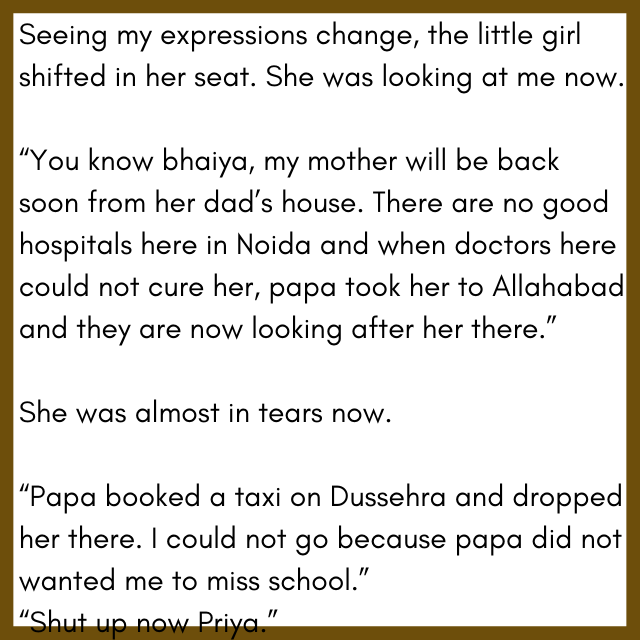 Seeing my expressions change, the little girl
shifted in her seat. She was looking at me now.
“You know bhaiya, my mother will be back
soon from her dad’s house. There are no good
hospitals here in Noida and when doctors here
could not cure her, papa took her to Allahabad
and they are now looking after her there.”
She was almost in tears now.
“Papa booked a taxi on Dussehra and dropped
her there. I could not go because papa did not
wanted me to miss school.”
“Shut up now Priya.”